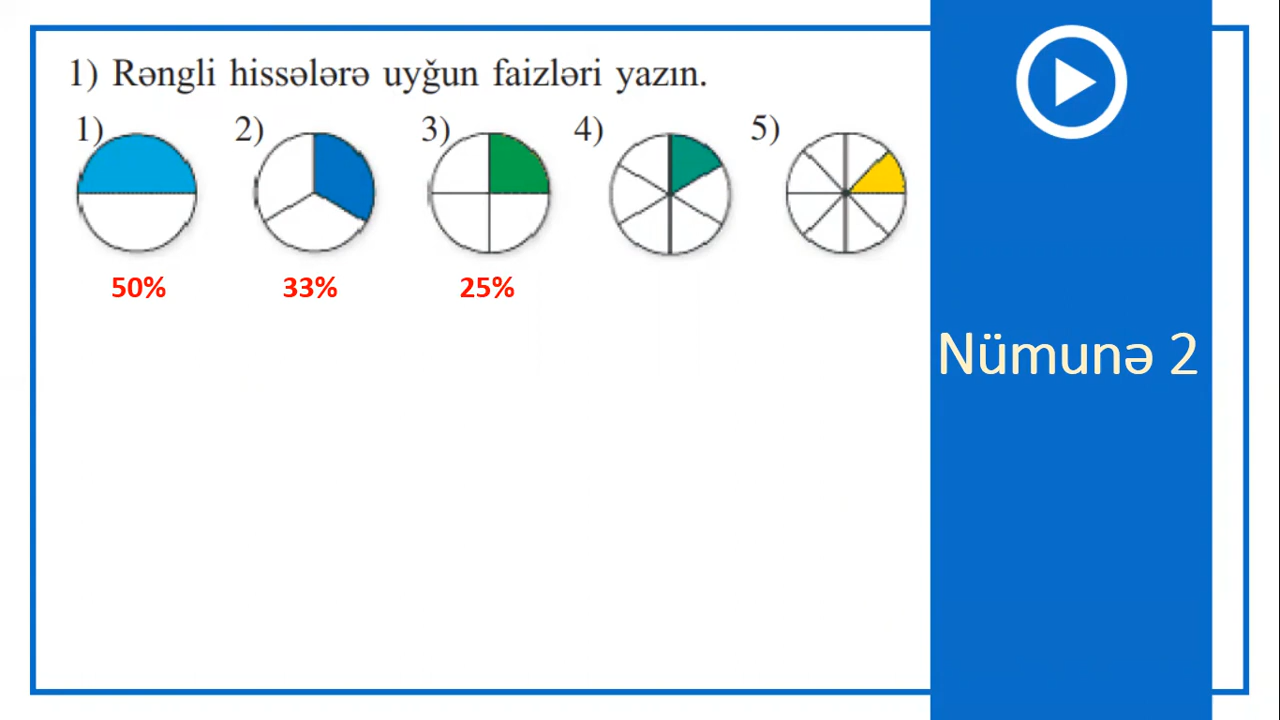 1) Rəngli hissələrə uyğun faizləri yazın.
1) 2) 3) 4) 5)
50% 33% 25%
Nümunə 2